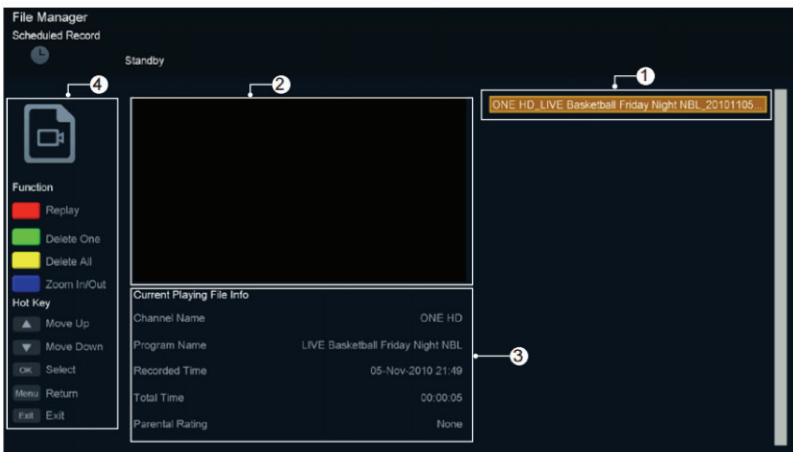 File Manager
Scheduled Record
Standby
4
2
1
ONE HD_LIVE Basketball Friday Night NBL_20101105...
Function
Replay
Delete One
Delete All
Zoom In/Out
Hot Key
Move Up
Move Down
OK Select
Menu Return
Exit Exit
Current Playing File Info
Channel Name ONE HD
Program Name LIVE Basketball Friday Night NBL
3
Recorded Time 05-Nov-2010 21:49
Total Time 00:00:05
Parental Rating None